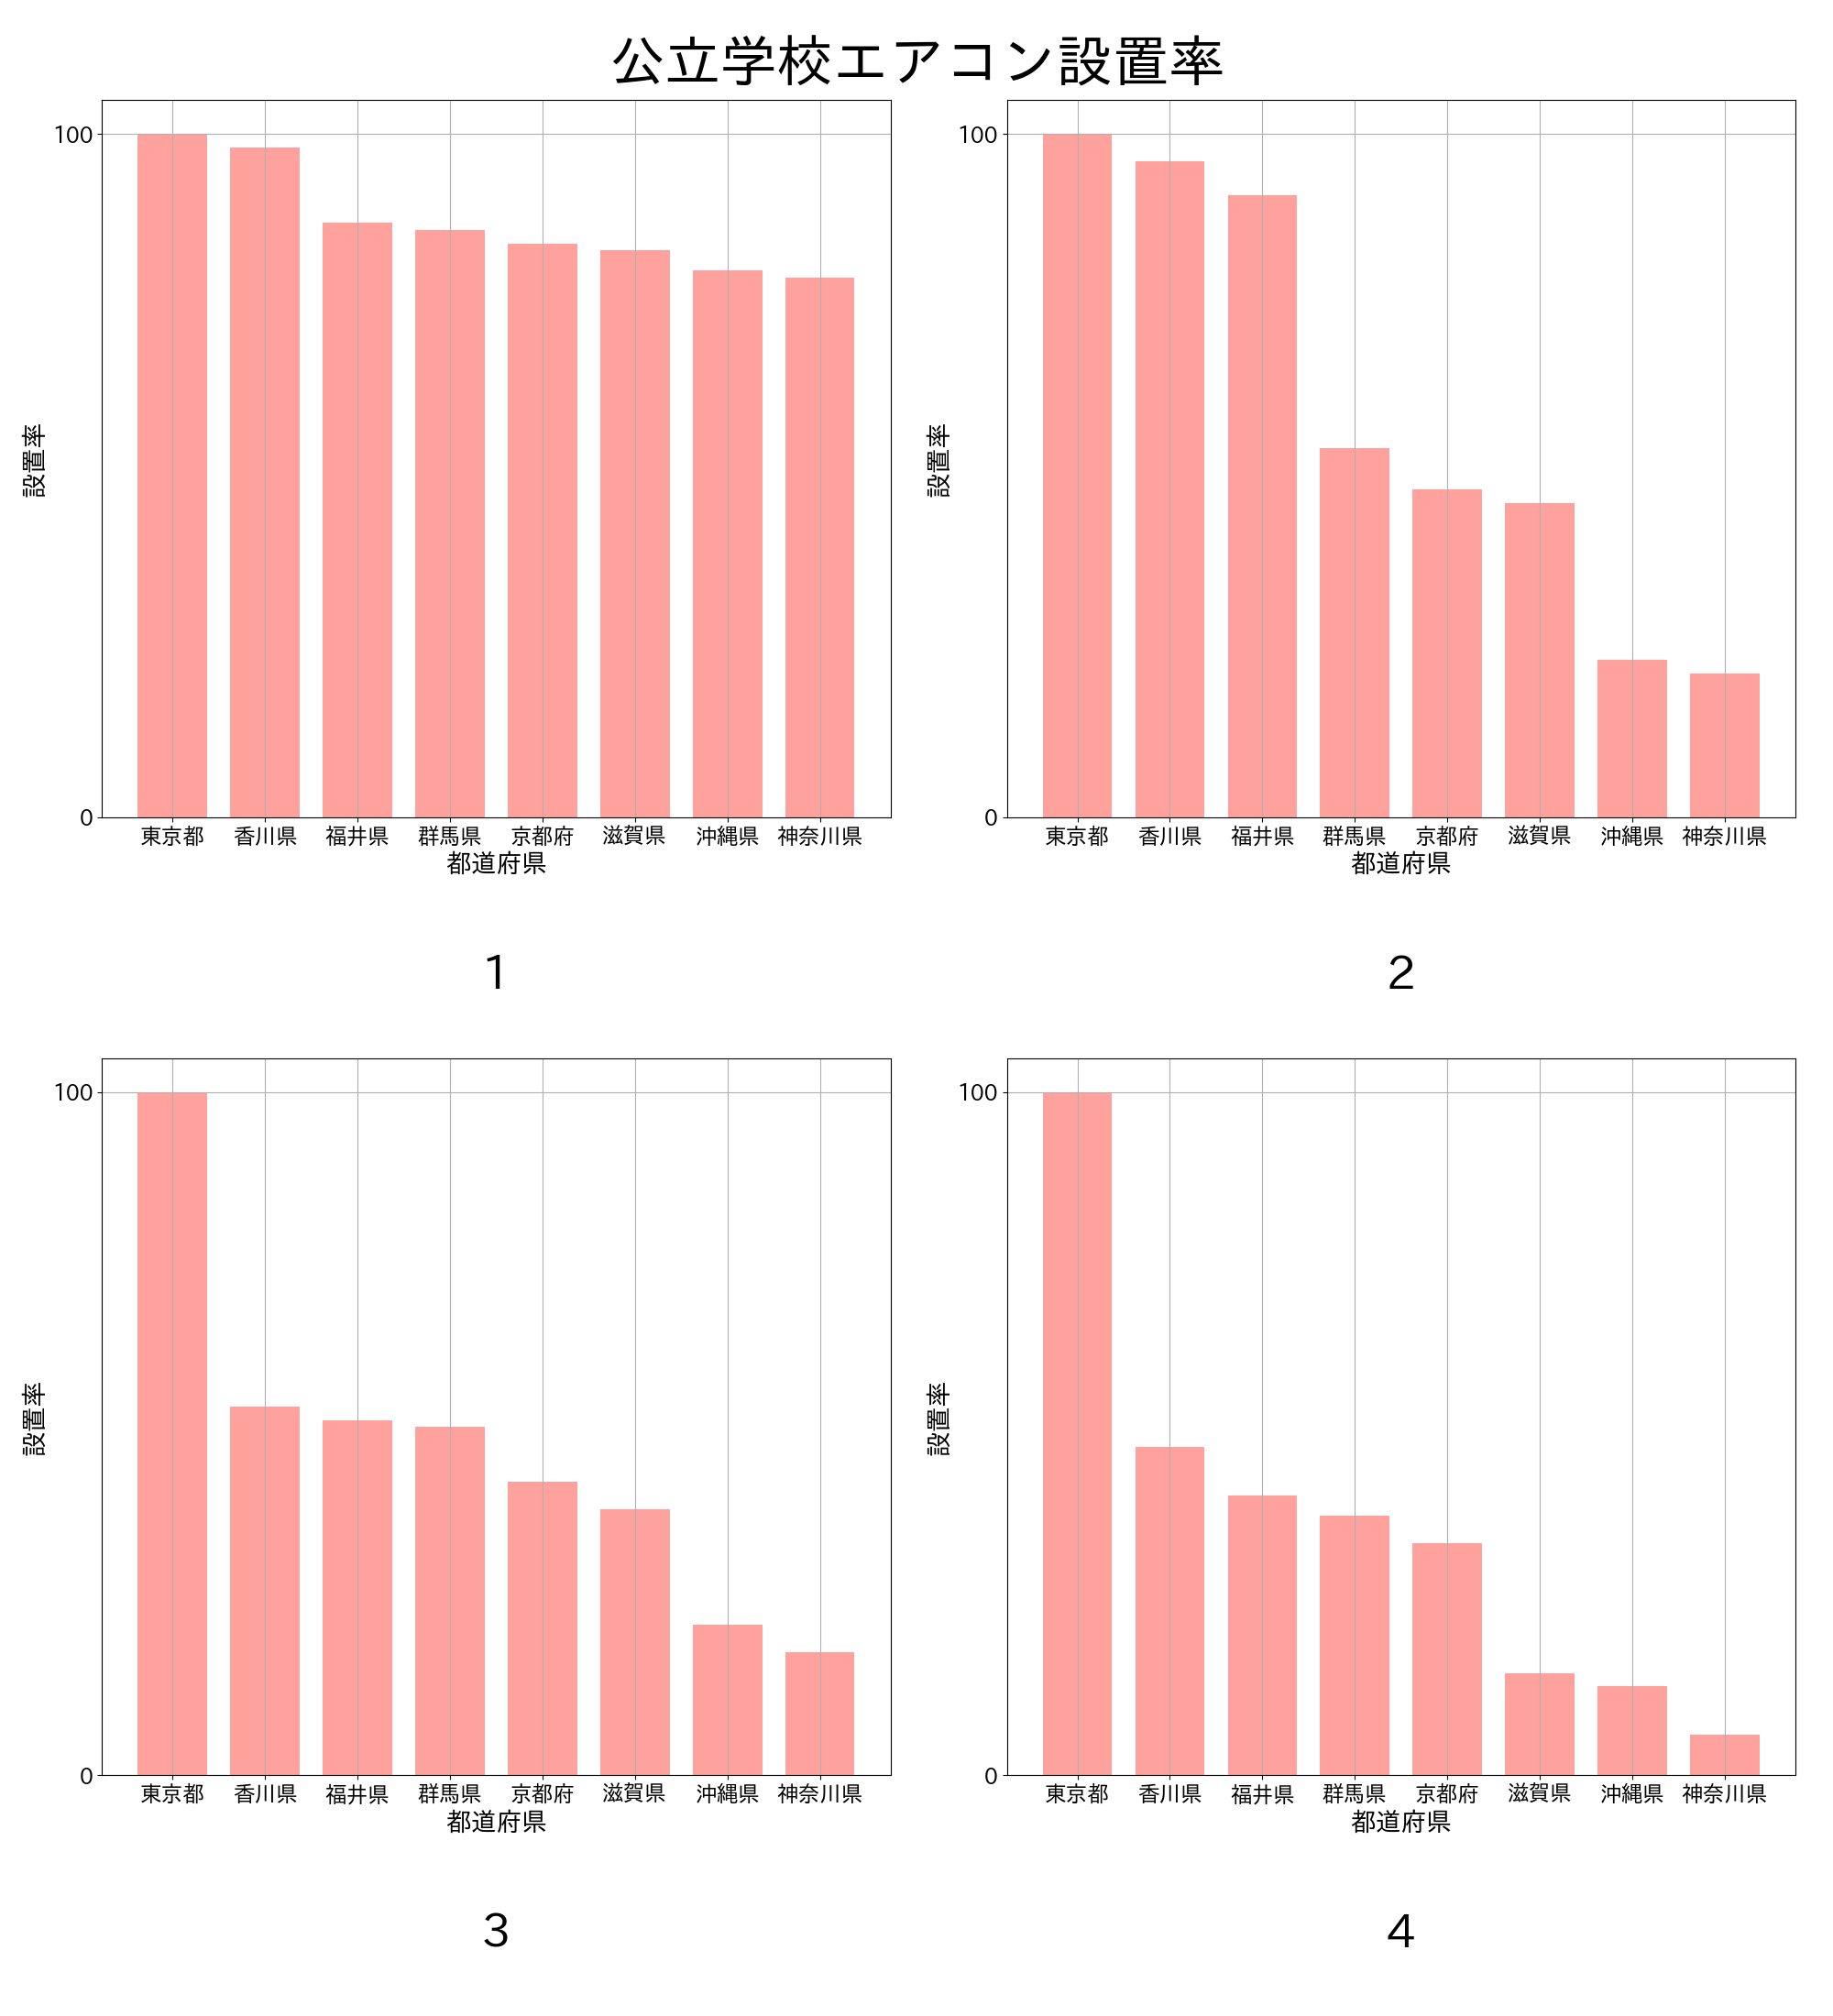 公立学校エアコン設置率
100
設置率
0
東京都 香川県 福井県 群馬県 京都府 滋賀県 沖縄県 神奈川県
都道府県
1
100
設置率
0
東京都 香川県 福井県 群馬県 京都府 滋賀県 沖縄県 神奈川県
都道府県
2
100
設置率
0
東京都 香川県 福井県 群馬県 京都府 滋賀県 沖縄県 神奈川県
都道府県
3
100
設置率
0
東京都 香川県 福井県 群馬県 京都府 滋賀県 沖縄県 神奈川県
都道府県
4